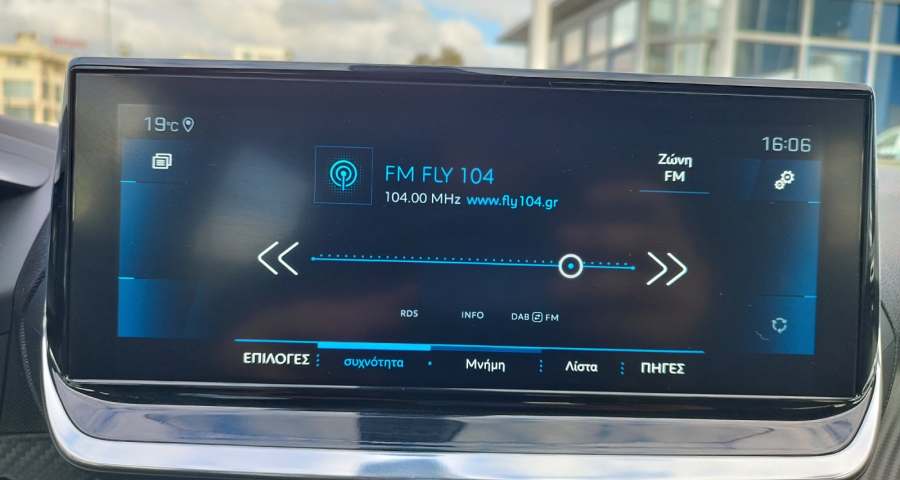 19°C
16:06
FM FLY 104
104.00 MHz www.fly104.gr
Ζώνη
FM
RDS INFO DAB FM
ΕΠΙΛΟΓΕΣ συχνότητα Μνήμη Λίστα ΠΗΓΕΣ